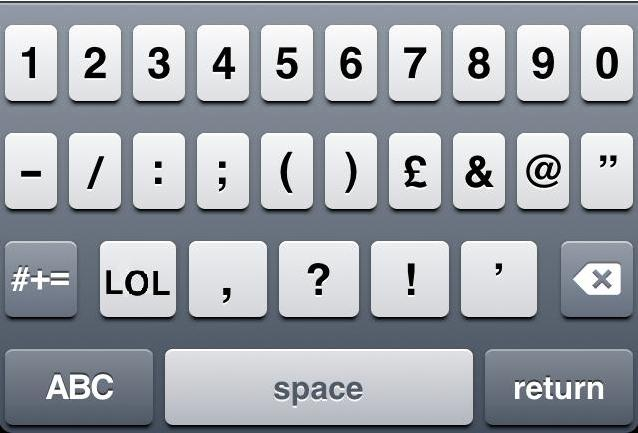 1 2 3 4 5 6 7 8 9 0
- / : ; ( ) £ & @ ”
#+= LOL , ? ! ’
ABC space return